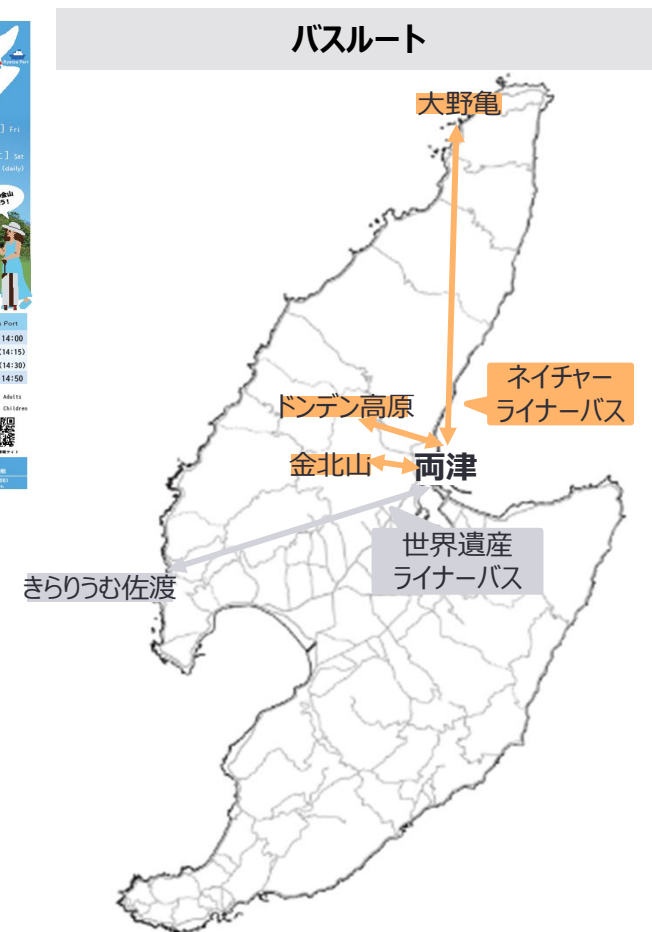 バスルート
大野亀
ネイチャー
ライナーバス
ドンデン高原
金北山
両津
世界遺産
ライナーバス
きらりうむ佐渡
Fri
Sat
(daily)
Port
14:00
(14:15)
(14:30)
14:50
Adults
Children